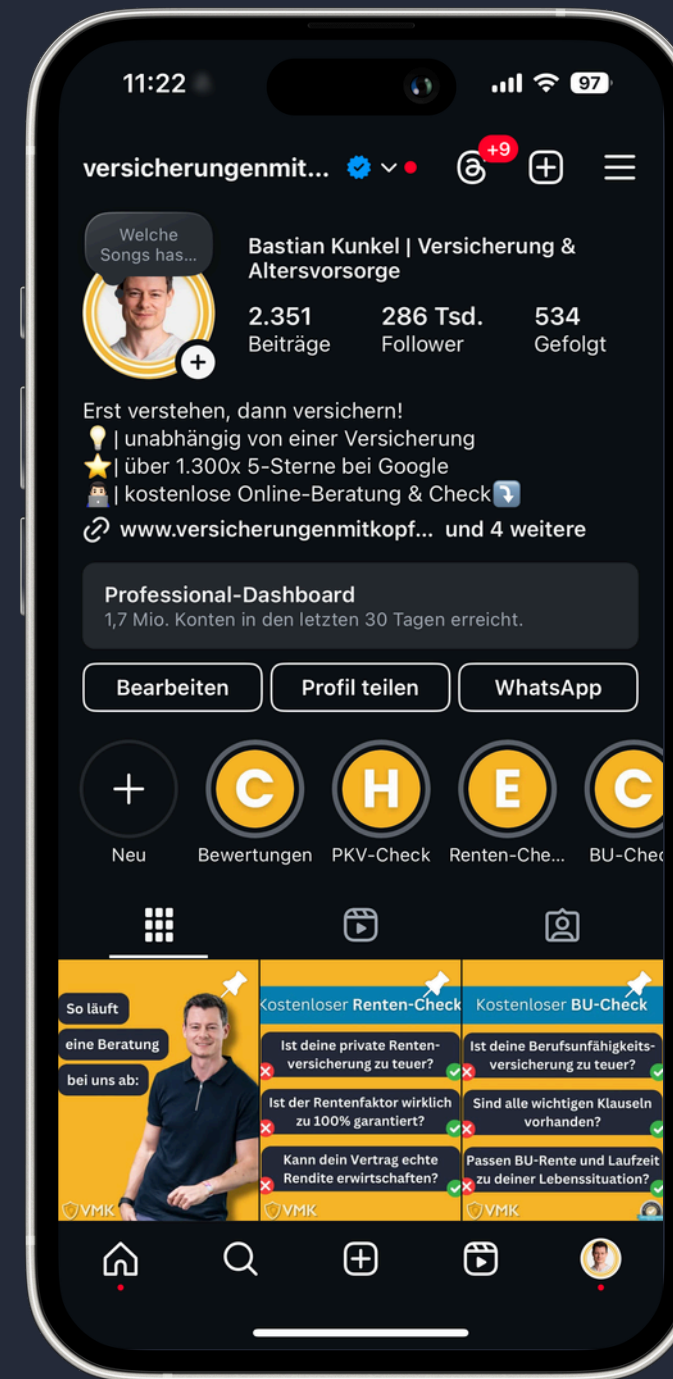 11:22
97
versicherungenmit...
+9
Welche
Songs has...
Bastian Kunkel | Versicherung &
Altersvorsorge
2.351 286 Tsd. 534
Beiträge Follower Gefolgt
Erst verstehen, dann versichern!
| unabhängig von einer Versicherung
| über 1.300x 5-Sterne bei Google
| kostenlose Online-Beratung & Check
www.versicherungenmitkopf... und 4 weitere
Professional-Dashboard
1,7 Mio. Konten in den letzten 30 Tagen erreicht.
Bearbeiten Profil teilen WhatsApp
C H E C
Neu Bewertungen PKV-Check Renten-Che... BU-Chec
So läuft
eine Beratung
bei uns ab:
VMK
Kostenloser Renten-Check
Ist deine private Renten-
versicherung zu teuer?
Ist der Rentenfaktor wirklich
zu 100% garantiert?
Kann dein Vertrag echte
Rendite erwirtschaften?
VMK
Kostenloser BU-Check
Ist deine Berufsunfähigkeits-
versicherung zu teuer?
Sind alle wichtigen Klauseln
vorhanden?
Passen BU-Rente und Laufzeit
zu deiner Lebenssituation?
VMK